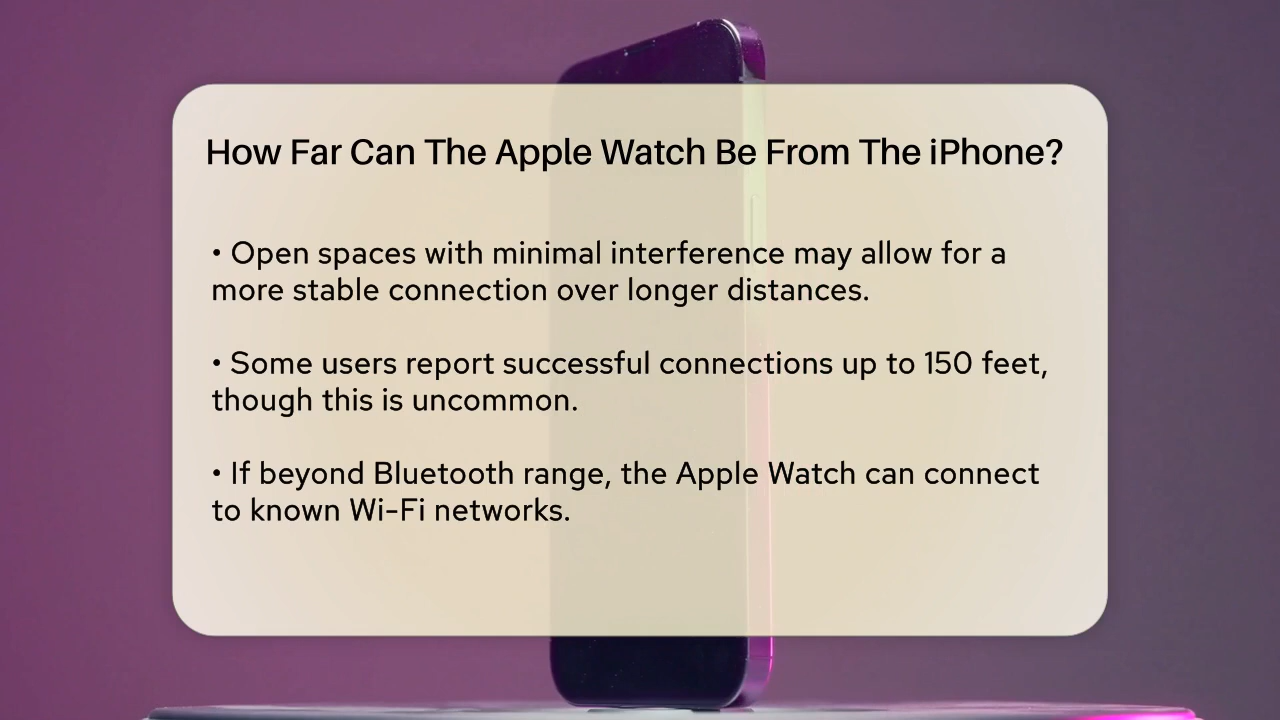 How Far Can The Apple Watch Be From The iPhone?
• Open spaces with minimal interference may allow for a
more stable connection over longer distances.
• Some users report successful connections up to 150 feet,
though this is uncommon.
• If beyond Bluetooth range, the Apple Watch can connect
to known Wi-Fi networks.